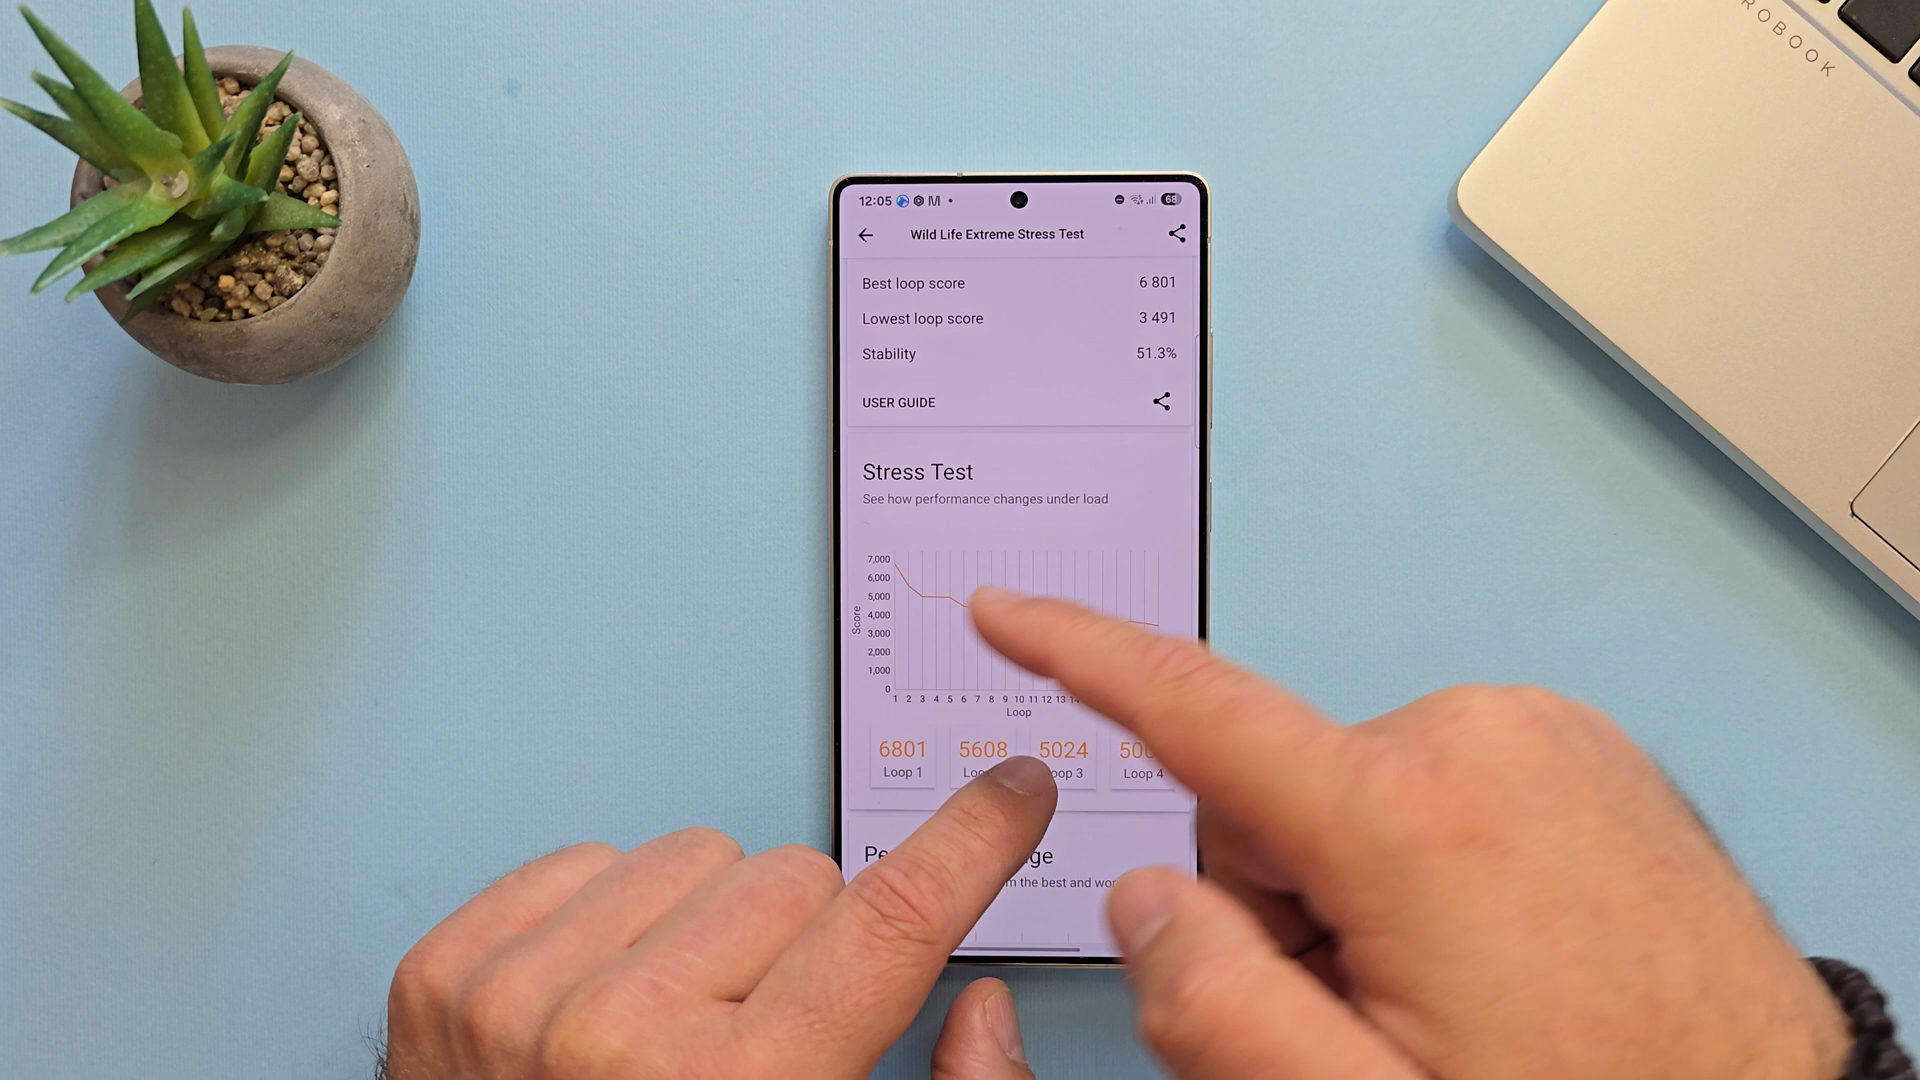 ROBOOK
12:05 M 68
Wild Life Extreme Stress Test
Best loop score 6 801
Lowest loop score 3 491
Stability 51.3%
USER GUIDE
Stress Test
See how performance changes under load
7,000
6,000
5,000
4,000
3,000
2,000
1,000
0
Score
1 2 3 4 5 6 7 8 9 10 11 12 13
Loop
6801 5608 5024
Loop 1 Loop 3 Loop 4
the best and